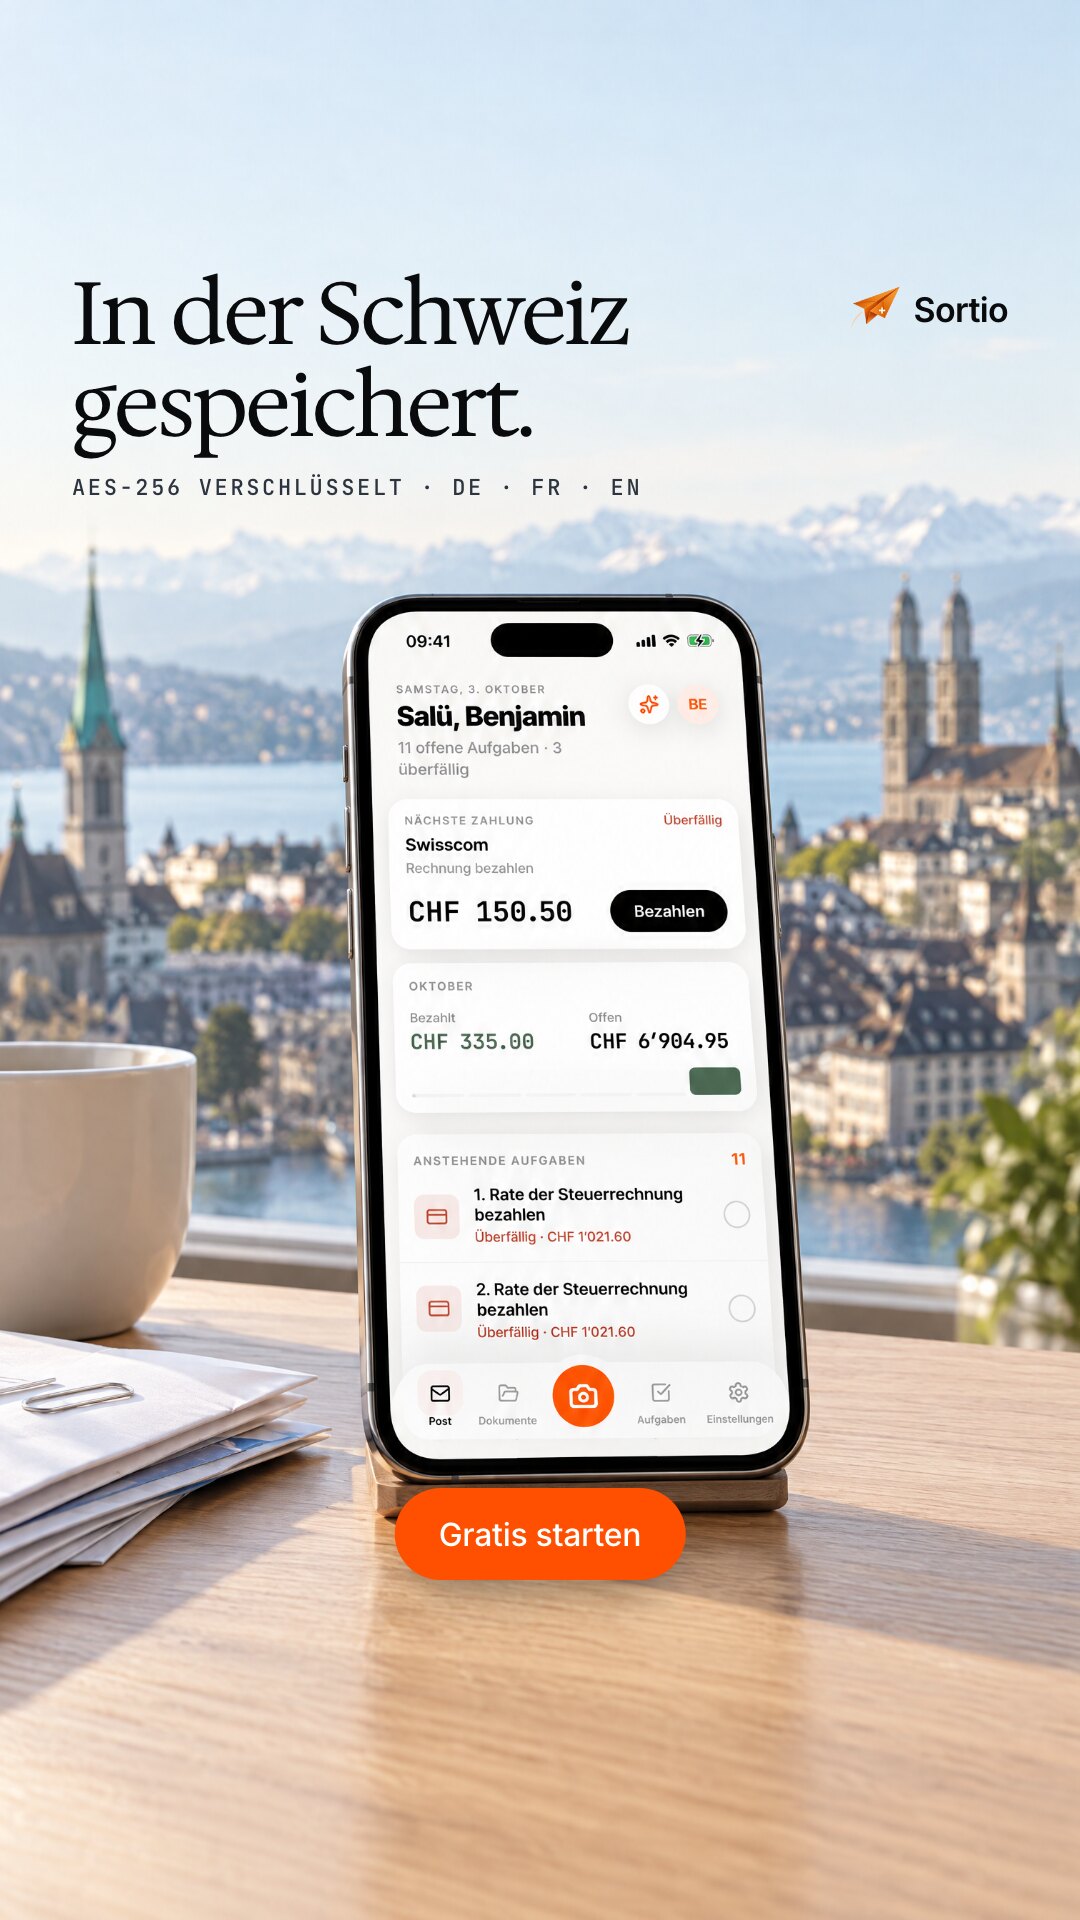 In der Schweiz
gespeichert.
AES-256 VERSCHLÜSSELT · DE · FR · EN
Sortio
09:41
SAMSTAG, 3. OKTOBER
Salü, Benjamin
BE
11 offene Aufgaben · 3
überfällig
NÄCHSTE ZAHLUNG
Überfällig
Swisscom
Rechnung bezahlen
CHF 150.50
Bezahlen
OKTOBER
Bezahlt
Offen
CHF 335.00
CHF 6’904.95
ANSTEHENDE AUFGABEN
11
1. Rate der Steuerrechnung
bezahlen
Überfällig · CHF 1’021.60
2. Rate der Steuerrechnung
bezahlen
Überfällig · CHF 1’021.60
Post
Dokumente
Aufgaben
Einstellungen
Gratis starten